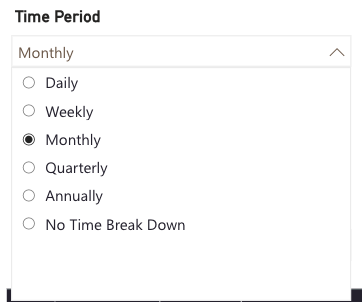 Time Period
Monthly
Daily
Weekly
Monthly
Quarterly
Annually
No Time Break Down